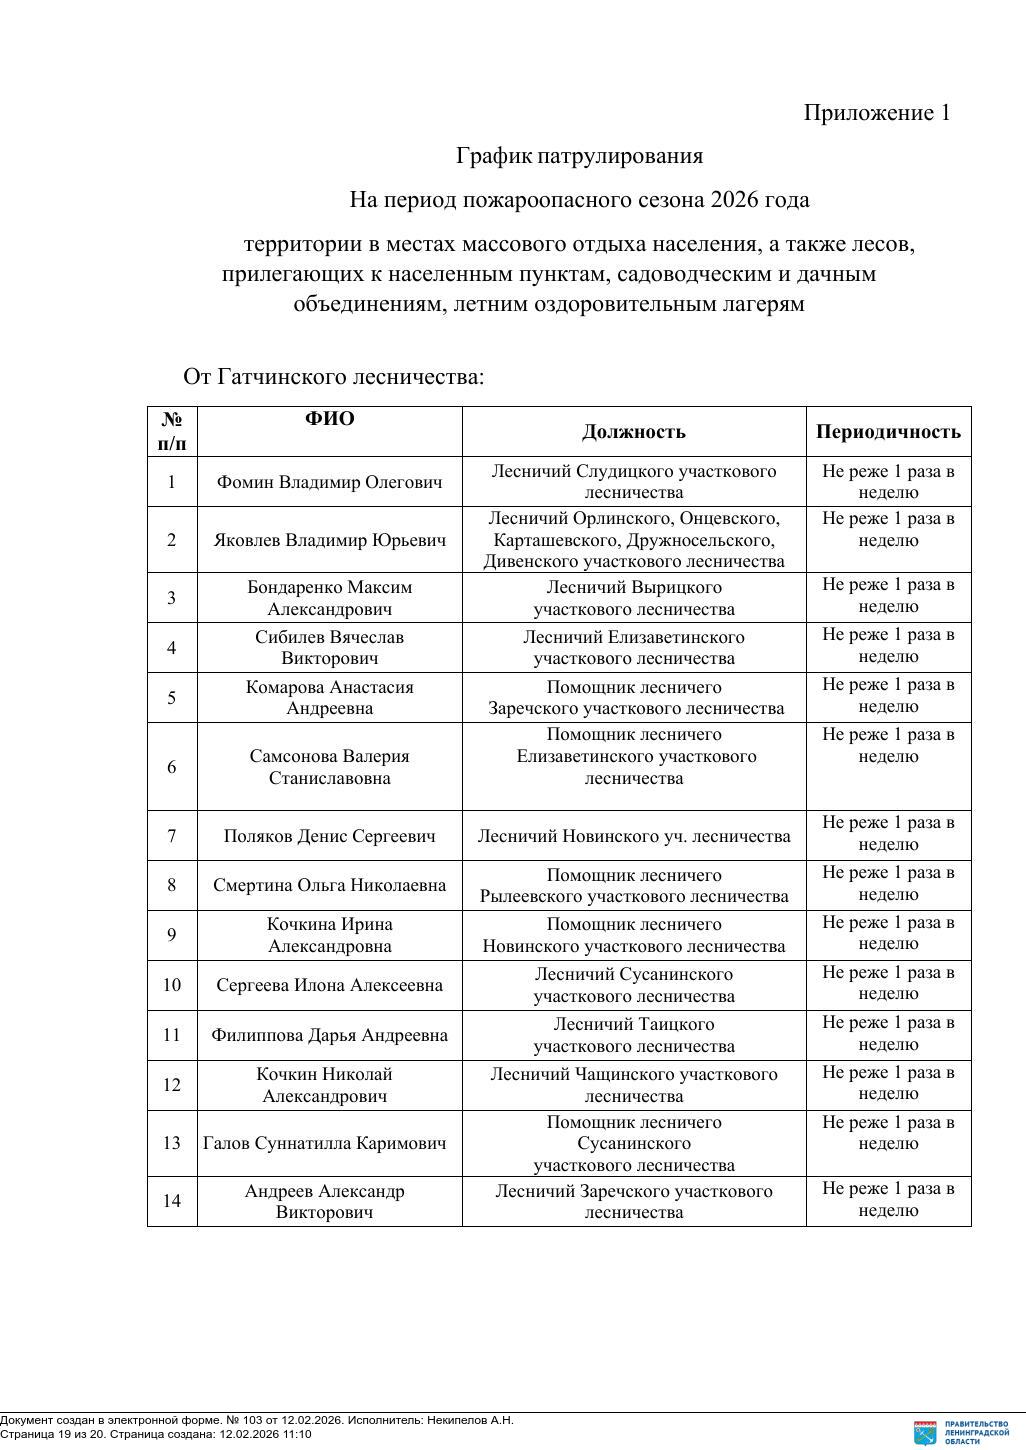 Приложение 1
График патрулирования
На период пожароопасного сезона 2026 года
территории в местах массового отдыха населения, а также лесов,
прилегающих к населенным пунктам, садоводческим и дачным
объединениям, летним оздоровительным лагерям
От Гатчинского лесничества:
№ п/п ФИО Должность Периодичность
1 Фомин Владимир Олегович Лесничий Слудицкого участкового лесничества Не реже 1 раза в неделю
2 Яковлев Владимир Юрьевич Лесничий Орлинского, Онцевского, Карташевского, Дружносельского, Дивенского участкового лесничества Не реже 1 раза в неделю
3 Бондаренко Максим Александрович Лесничий Вырицкого участкового лесничества Не реже 1 раза в неделю
4 Сибилев Вячеслав Викторович Лесничий Елизаветинского участкового лесничества Не реже 1 раза в неделю
5 Комарова Анастасия Андреевна Помощник лесничего Заречского участкового лесничества Не реже 1 раза в неделю
6 Самсонова Валерия Станиславовна Помощник лесничего Елизаветинского участкового лесничества Не реже 1 раза в неделю
7 Поляков Денис Сергеевич Лесничий Новинского уч. лесничества Не реже 1 раза в неделю
8 Смертина Ольга Николаевна Помощник лесничего Рылеевского участкового лесничества Не реже 1 раза в неделю
9 Кочкина Ирина Александровна Помощник лесничего Новинского участкового лесничества Не реже 1 раза в неделю
10 Сергеева Илона Алексеевна Лесничий Сусанинского участкового лесничества Не реже 1 раза в неделю
11 Филиппова Дарья Андреевна Лесничий Таицкого участкового лесничества Не реже 1 раза в неделю
12 Кочкин Николай Александрович Лесничий Чащинского участкового лесничества Не реже 1 раза в неделю
13 Галов Суннатилла Каримович Помощник лесничего Сусанинского участкового лесничества Не реже 1 раза в неделю
14 Андреев Александр Викторович Лесничий Заречского участкового лесничества Не реже 1 раза в неделю
Документ создан в электронной форме. № 103 от 12.02.2026. Исполнитель: Некипелов А.Н.
Страница 19 из 20. Страница создана: 12.02.2026 11:10
ПРАВИТЕЛЬСТВО
ЛЕНИНГРАДСКОЙ
ОБЛАСТИ